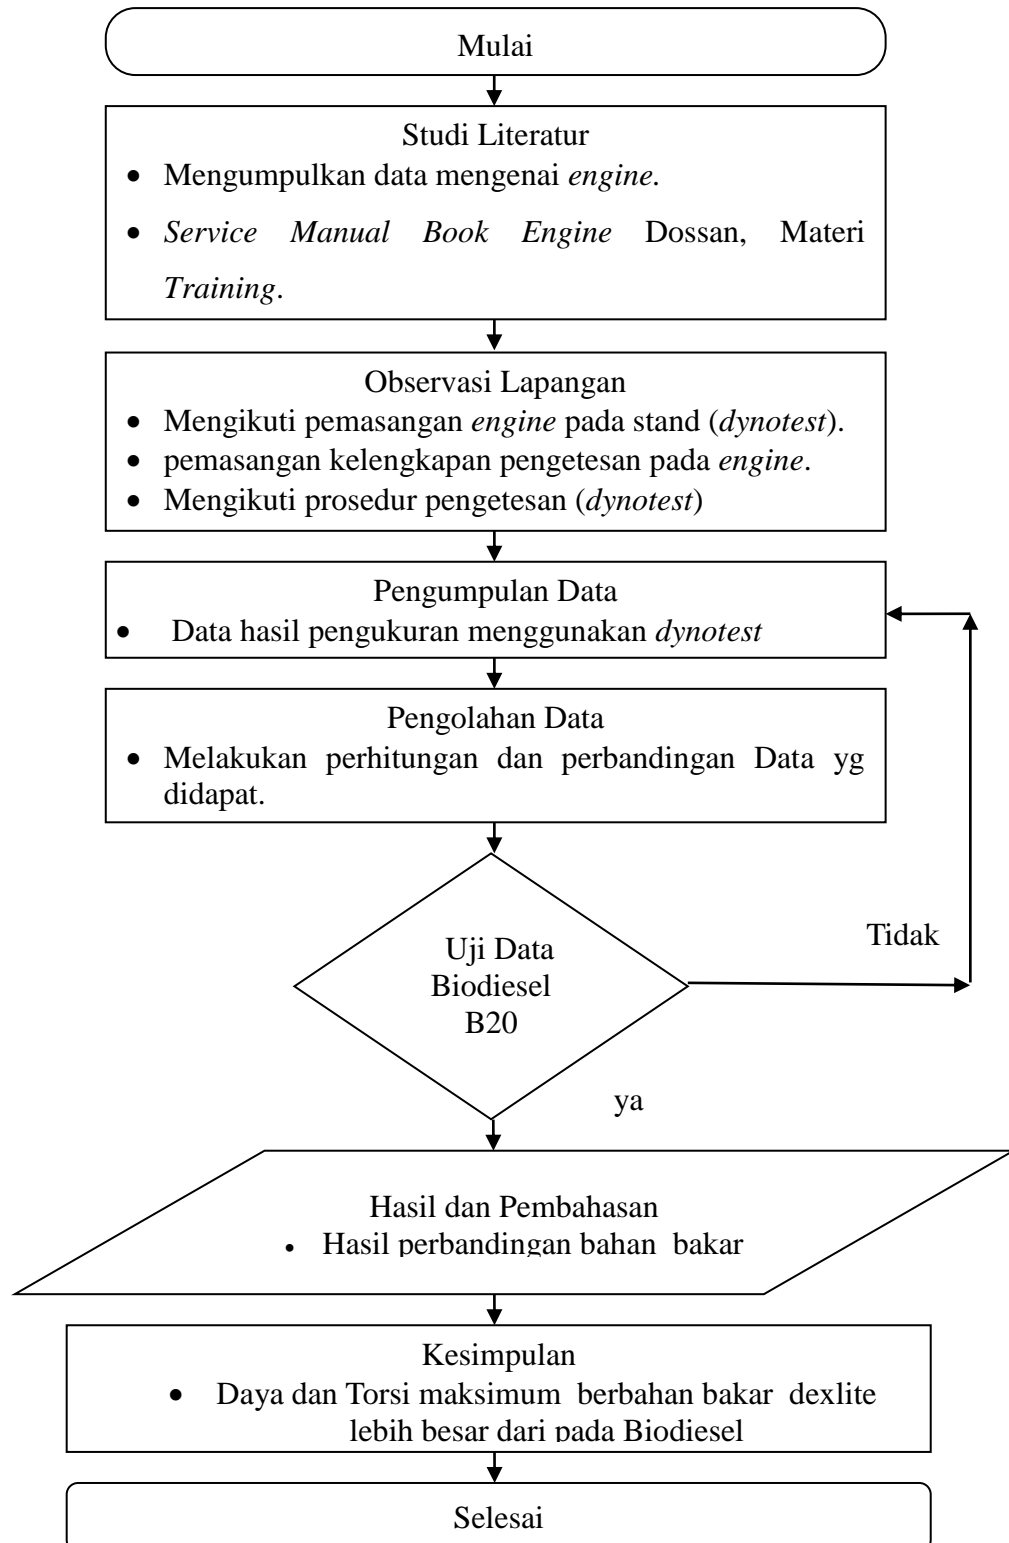 Mulai
Studi Literatur
• Mengumpulkan data mengenai engine.
• Service Manual Book Engine Dossan, Materi
Training.
Observasi Lapangan
• Mengikuti pemasangan engine pada stand (dynotest).
• pemasangan kelengkapan pengetesan pada engine.
• Mengikuti prosedur pengetesan (dynotest)
Pengumpulan Data
• Data hasil pengukuran menggunakan dynotest
Pengolahan Data
• Melakukan perhitungan dan perbandingan Data yg
didapat.
Tidak
Uji Data
Biodiesel
B20
ya
Hasil dan Pembahasan
• Hasil perbandingan bahan bakar
Kesimpulan
• Daya dan Torsi maksimum berbahan bakar dexlite
lebih besar dari pada Biodiesel
Selesai